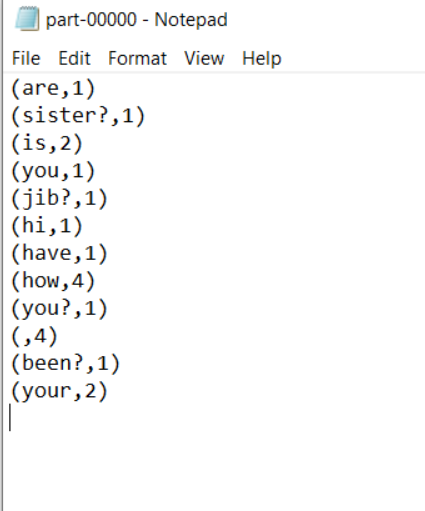 part-00000 - Notepad
File Edit Format View Help
(are,1)
(sister?,1)
(is,2)
(you,1)
(jib?,1)
(hi,1)
(have,1)
(how,4)
(you?,1)
(,4)
(been?,1)
(your,2)